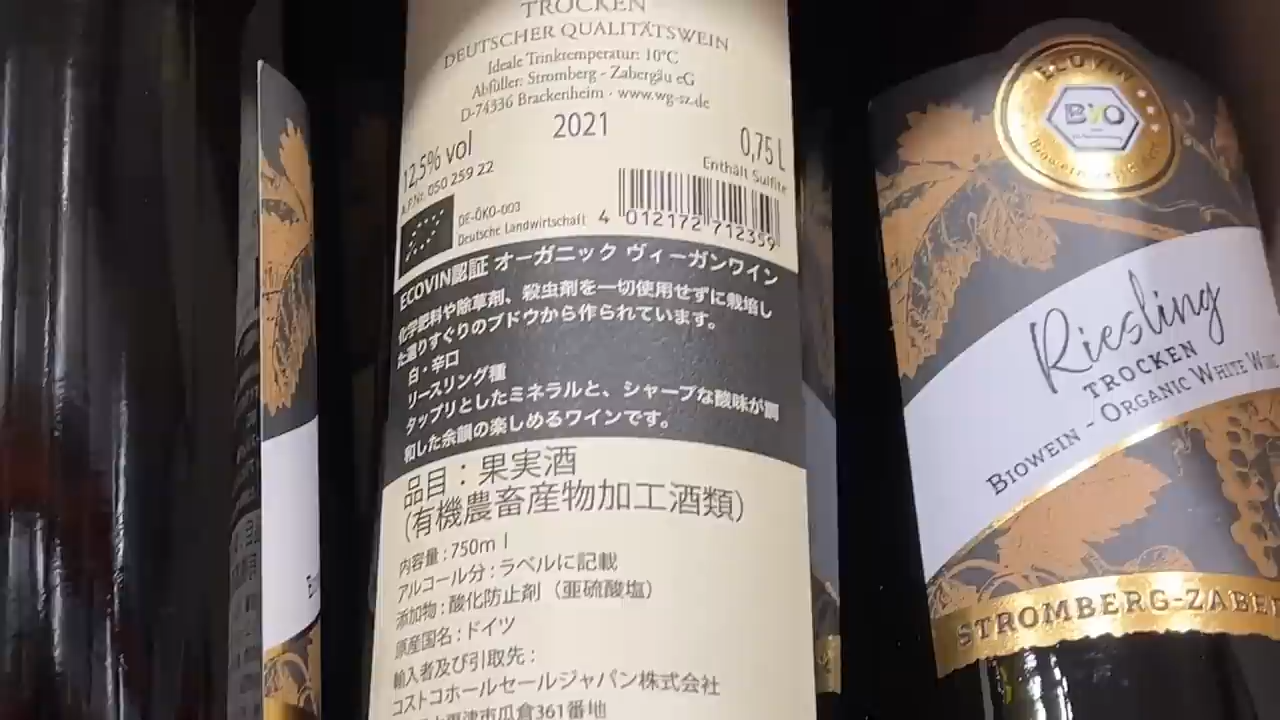 TROCKEN
DEUTSCHER QUALITÄTSWEIN
Ideale Trinktemperatur: 10°C
Abfüller: Stromberg - Zabergäu eG
D-74336 Brackenheim · www.wg-sz.de
2021
12,5% vol
0,75 L
A.P.Nr. 050 259 22
Enthält Sulfite
DE-ÖKO-003
Deutsche Landwirtschaft
4 012172 712359
ECOVIN認証 オーガニック ヴィーガンワイン
化学肥料や除草剤、殺虫剤を一切使用せずに栽培し
た選りすぐりのブドウから作られています。
白・辛口
リースリング種
タップリとしたミネラルと、シャープな酸味が調
和した余韻の楽しめるワインです。
品目：果実酒
(有機農畜産物加工酒類)
内容量：750ml
アルコール分：ラベルに記載
添加物：酸化防止剤（亜硫酸塩）
原産国名：ドイツ
輸入者及び引取先：
コストコホールセールジャパン株式会社
更津市瓜倉361番地
ECOVIN
BIO
Riesling
TROCKEN
BIOWEIN - ORGANIC WHITE WINE
STROMBERG-ZABE